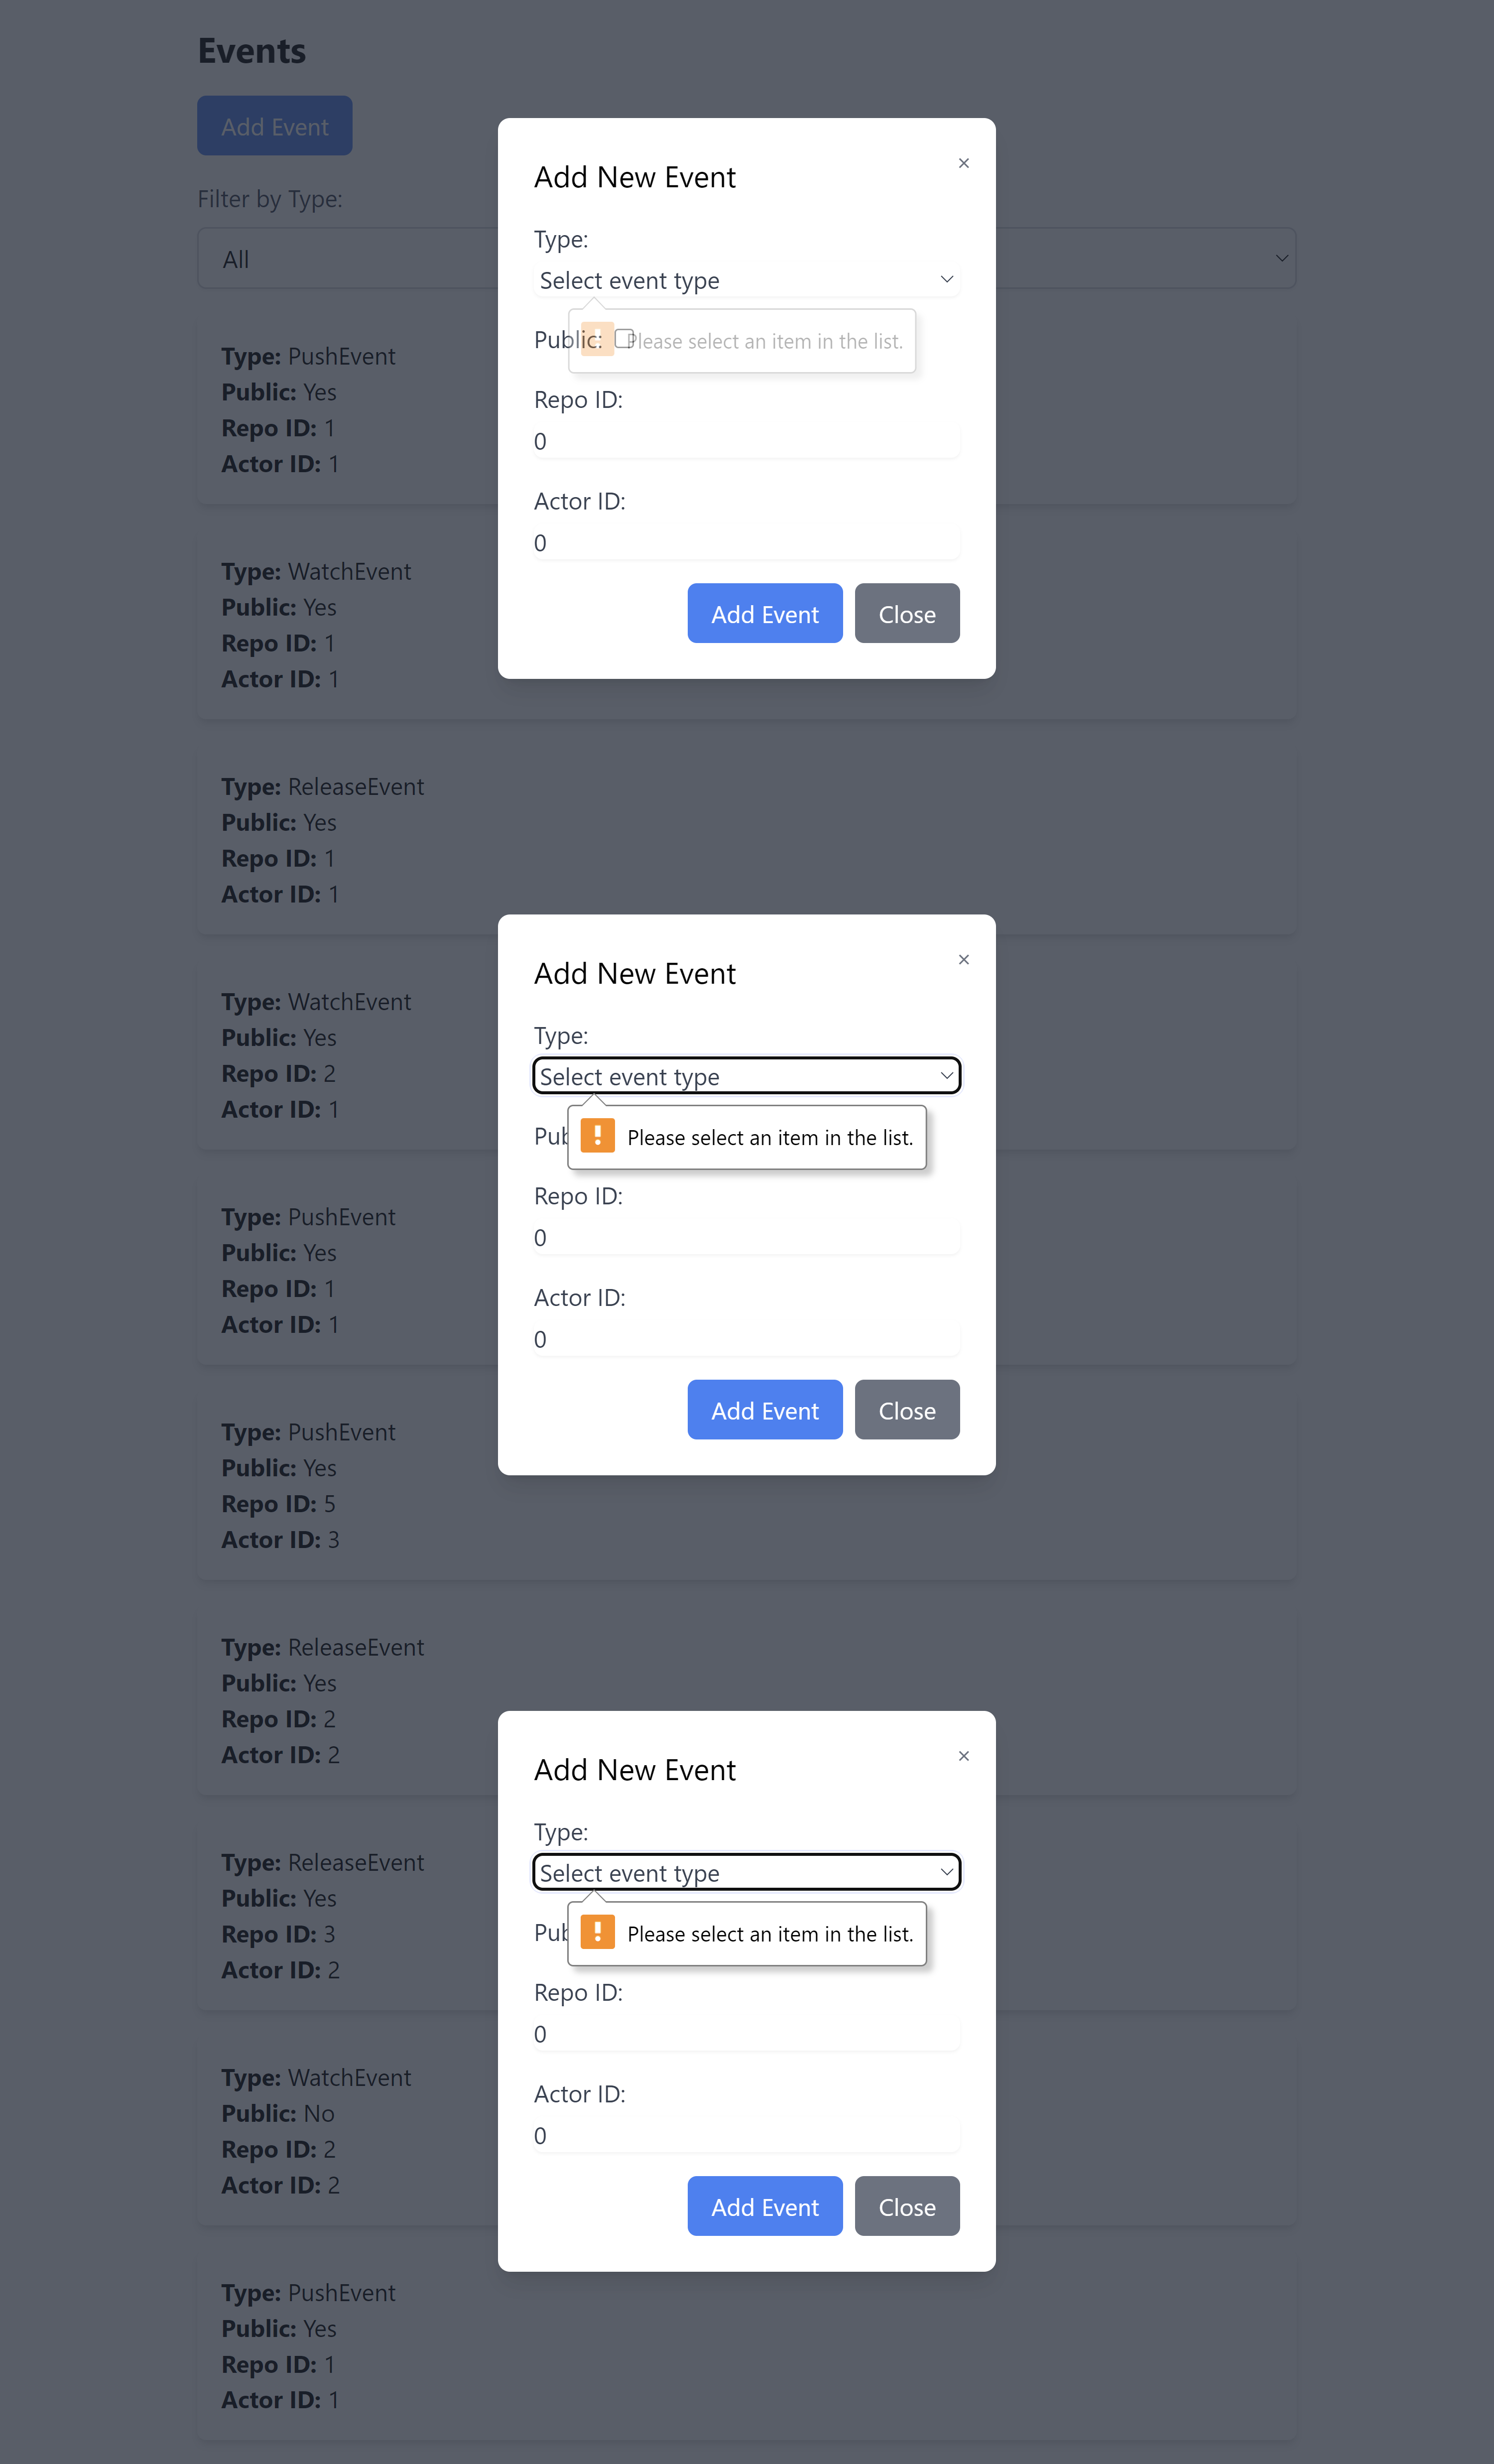 Events
Add Event
Filter by Type:
All
Type: PushEvent
Public: Yes
Repo ID: 1
Actor ID: 1
Type: WatchEvent
Public: Yes
Repo ID: 1
Actor ID: 1
Type: ReleaseEvent
Public: Yes
Repo ID: 1
Actor ID: 1
Type: WatchEvent
Public: Yes
Repo ID: 2
Actor ID: 1
Type: PushEvent
Public: Yes
Repo ID: 1
Actor ID: 1
Type: PushEvent
Public: Yes
Repo ID: 5
Actor ID: 3
Type: ReleaseEvent
Public: Yes
Repo ID: 2
Actor ID: 2
Type: ReleaseEvent
Public: Yes
Repo ID: 3
Actor ID: 2
Type: WatchEvent
Public: No
Repo ID: 2
Actor ID: 2
Type: PushEvent
Public: Yes
Repo ID: 1
Actor ID: 1
Add New Event ×
Type:
Select event type
Public:
Please select an item in the list.
Repo ID:
0
Actor ID:
0
Add Event Close
Add New Event ×
Type:
Select event type
Please select an item in the list.
Repo ID:
0
Actor ID:
0
Add Event Close
Add New Event ×
Type:
Select event type
Please select an item in the list.
Repo ID:
0
Actor ID:
0
Add Event Close